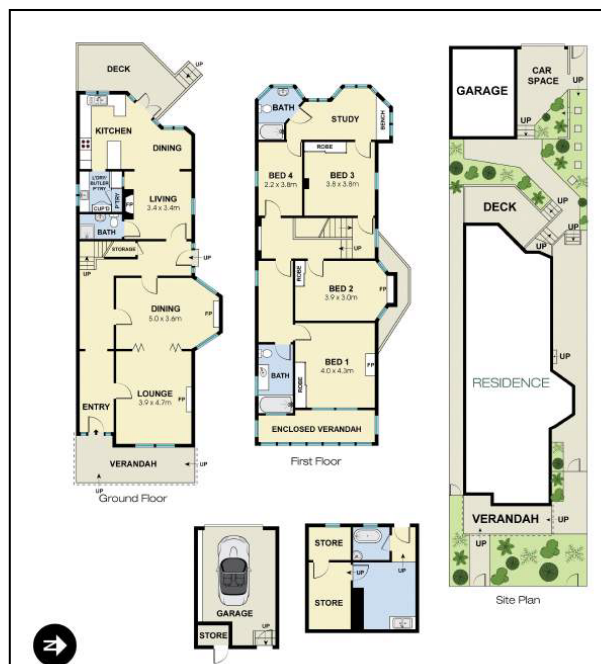 DECK
UP
KITCHEN
DINING
L'DRY/
BUTLER
P'TRY
P'TRY
CUP'D
FP
LIVING
3.4 x 3.4m
BATH
STORAGE
UP
UP
DINING
5.0 x 3.6m
FP
LOUNGE
3.9 x 4.7m
FP
ENTRY
VERANDAH
UP
UP
Ground Floor
BATH
STUDY
BENCH
ROBE
BED 4
2.2 x 3.8m
BED 3
3.8 x 3.8m
UP
ROBE
BED 2
3.9 x 3.0m
FP
BED 1
4.0 x 4.3m
FP
BATH
ROBE
ENCLOSED VERANDAH
First Floor
GARAGE
CAR
SPACE
UP
UP
UP
DECK
UP
UP
RESIDENCE
VERANDAH
UP
UP
Site Plan
GARAGE
STORE
UP
STORE
UP
UP
STORE
N